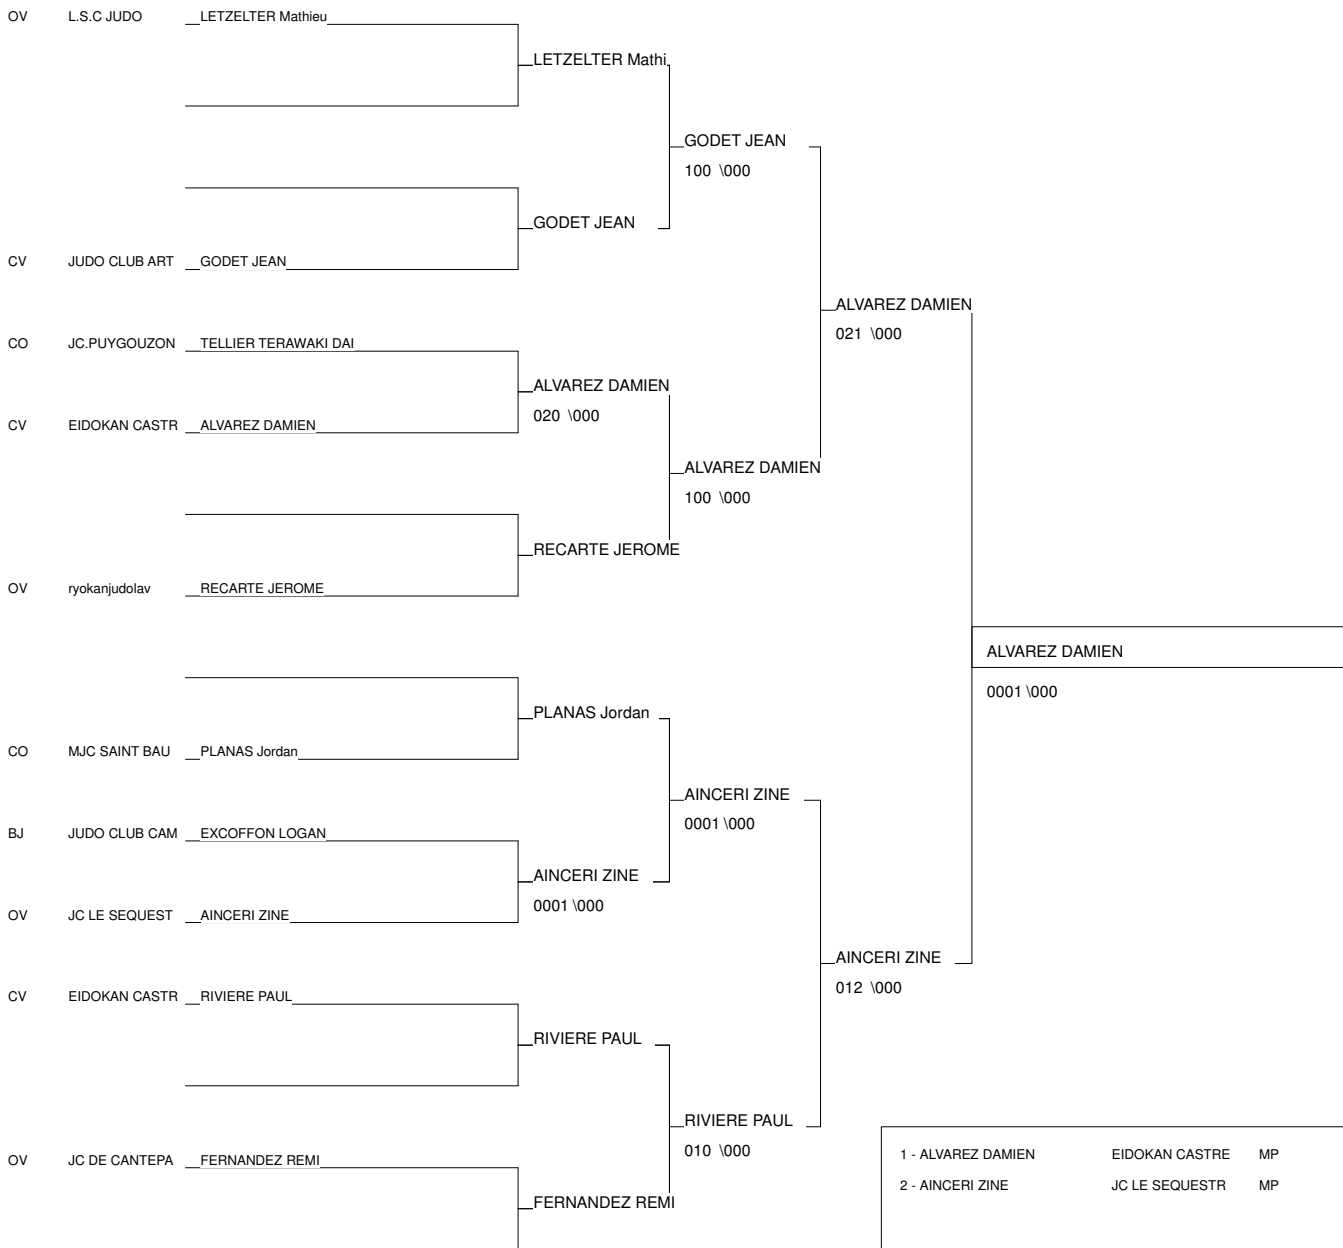 OV L.S.C JUDO LETZELTER Mathieu
LETZELTER Mathi
GODET JEAN
100 \000
GODET JEAN
CV JUDO CLUB ART GODET JEAN
ALVAREZ DAMIEN
021 \000
CO JC.PUYGOUZON TELLIER TERAWAKI DAI
ALVAREZ DAMIEN
020 \000
CV EIDOKAN CASTR ALVAREZ DAMIEN
ALVAREZ DAMIEN
100 \000
RECARTE JEROME
OV ryokanjudolav RECARTE JEROME
ALVAREZ DAMIEN
0001 \000
PLANAS Jordan
CO MJC SAINT BAU PLANAS Jordan
AINCERI ZINE
0001 \000
BJ JUDO CLUB CAM EXCOFFON LOGAN
AINCERI ZINE
0001 \000
OV JC LE SEQUEST AINCERI ZINE
AINCERI ZINE
012 \000
CV EIDOKAN CASTR RIVIERE PAUL
RIVIERE PAUL
RIVIERE PAUL
010 \000
OV JC DE CANTEPA FERNANDEZ REMI
FERNANDEZ REMI
1 - ALVAREZ DAMIEN EIDOKAN CASTRE MP
2 - AINCERI ZINE JC LE SEQUESTR MP